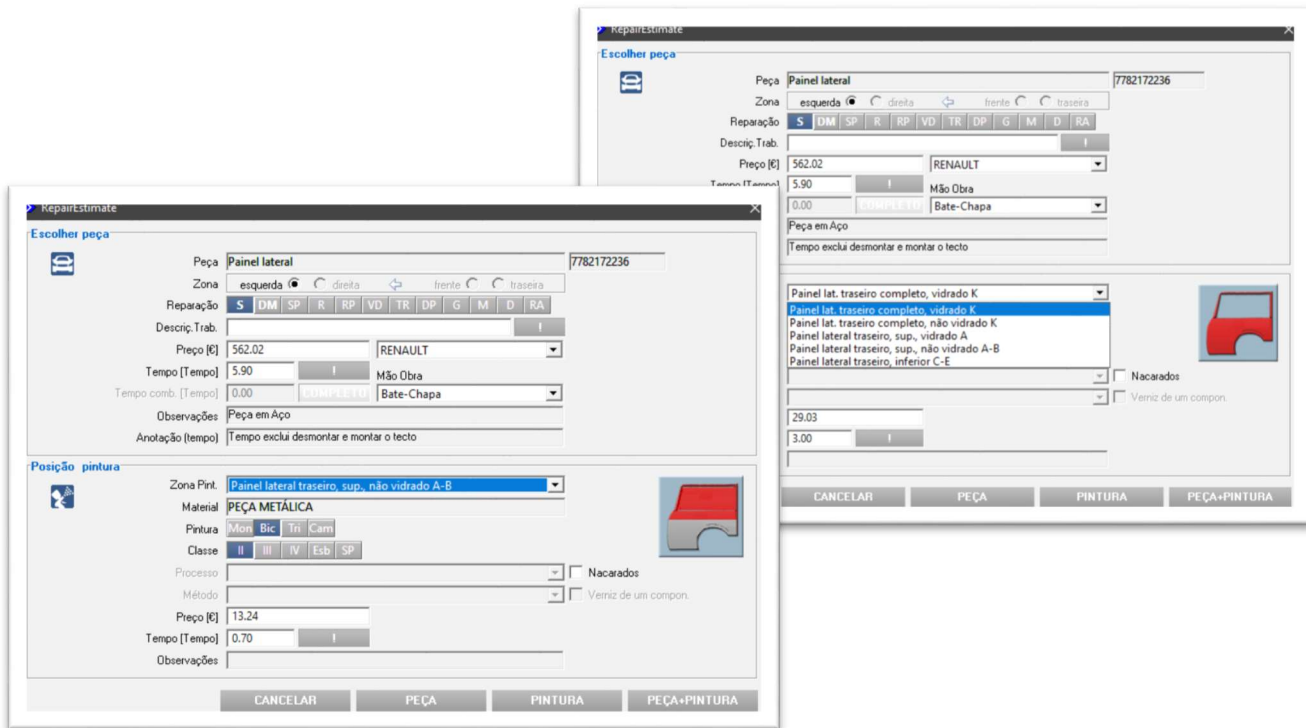 RepairEstimate
Escolher peça
Peça Painel lateral 7782172236
Zona esquerda direita frente traseira
Reparação S DM SP R RP VD TR DP G M D RA
Descriç.Trab. !
Preço [€] 562.02 RENAULT
Tempo [Tempo] 5.90 ! Mão Obra
0.00 COMPLETO Bate-Chapa
Peça em Aço
Tempo exclui desmontar e montar o tecto
Painel lat. traseiro completo, vidrado K
Painel lat. traseiro completo, vidrado K
Painel lat. traseiro completo, não vidrado K
Painel lateral traseiro, sup., vidrado A
Painel lateral traseiro, sup., não vidrado A-B
Painel lateral traseiro, inferior C-E
Nacarados
Verniz de um compon.
29.03
3.00 !
CANCELAR PEÇA PINTURA PEÇA+PINTURA
RepairEstimate
Escolher peça
Peça Painel lateral 7782172236
Zona esquerda direita frente traseira
Reparação S DM SP R RP VD TR DP G M D RA
Descriç.Trab. !
Preço [€] 562.02 RENAULT
Tempo [Tempo] 5.90 ! Mão Obra
Tempo comb. [Tempo] 0.00 COMPLETO Bate-Chapa
Observações Peça em Aço
Anotação (tempo) Tempo exclui desmontar e montar o tecto
Posição pintura
Zona Pint. Painel lateral traseiro, sup., não vidrado A-B
Material PEÇA METÁLICA
Pintura Mon Bic Tri Cam
Classe II III IV Esb SP
Processo Nacarados
Método Verniz de um compon.
Preço [€] 13.24
Tempo [Tempo] 0.70 !
Observações
CANCELAR PEÇA PINTURA PEÇA+PINTURA